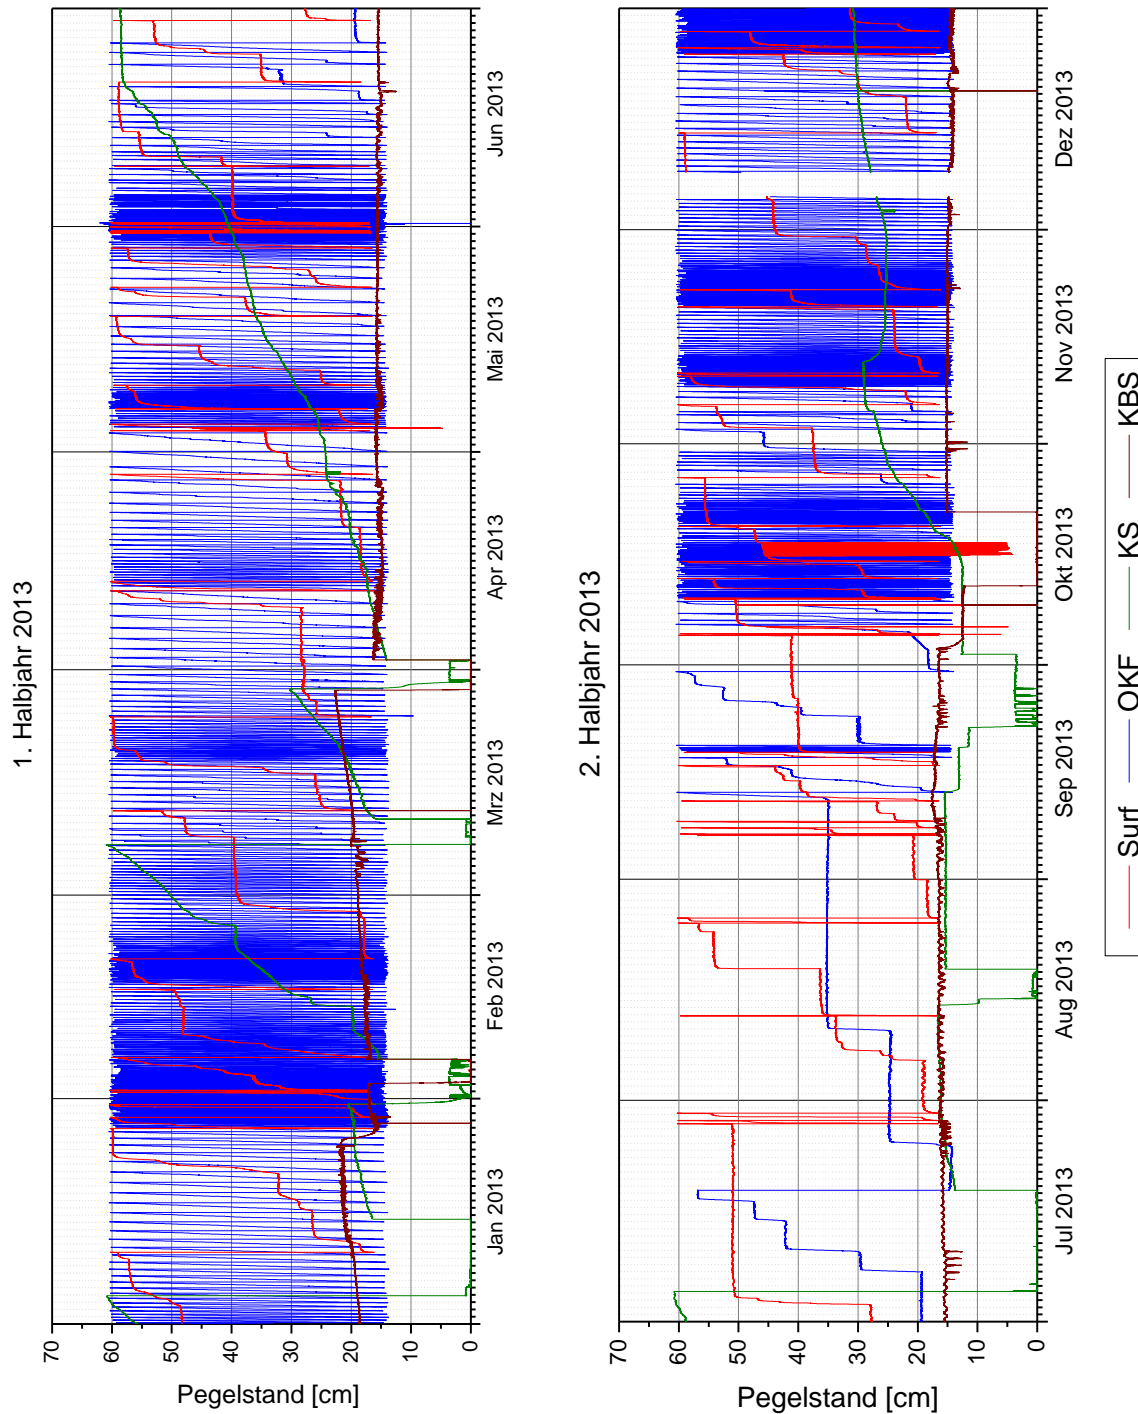 1. Halbjahr 2013
Pegelstand [cm]
70
60
50
40
30
20
10
0
Jan 2013
Feb 2013
Mrz 2013
Apr 2013
Mai 2013
Jun 2013
2. Halbjahr 2013
Pegelstand [cm]
70
60
50
40
30
20
10
0
Jul 2013
Aug 2013
Sep 2013
Okt 2013
Nov 2013
Dez 2013
Surf
OKF
KS
KBS